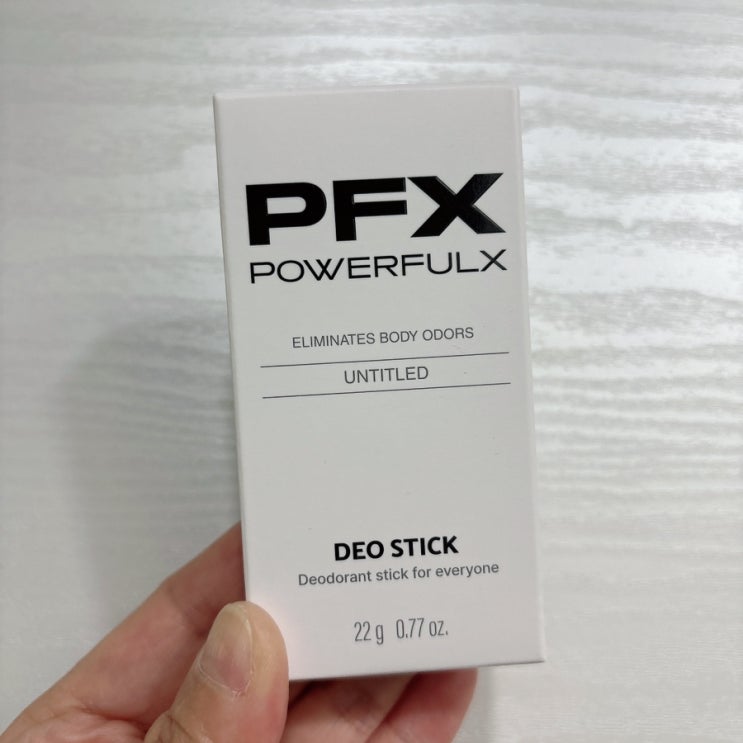 PFX
POWERFULX
ELIMINATES BODY ODORS
UNTITLED
DEO STICK
Deodorant stick for everyone
22 g 0.77 oz.